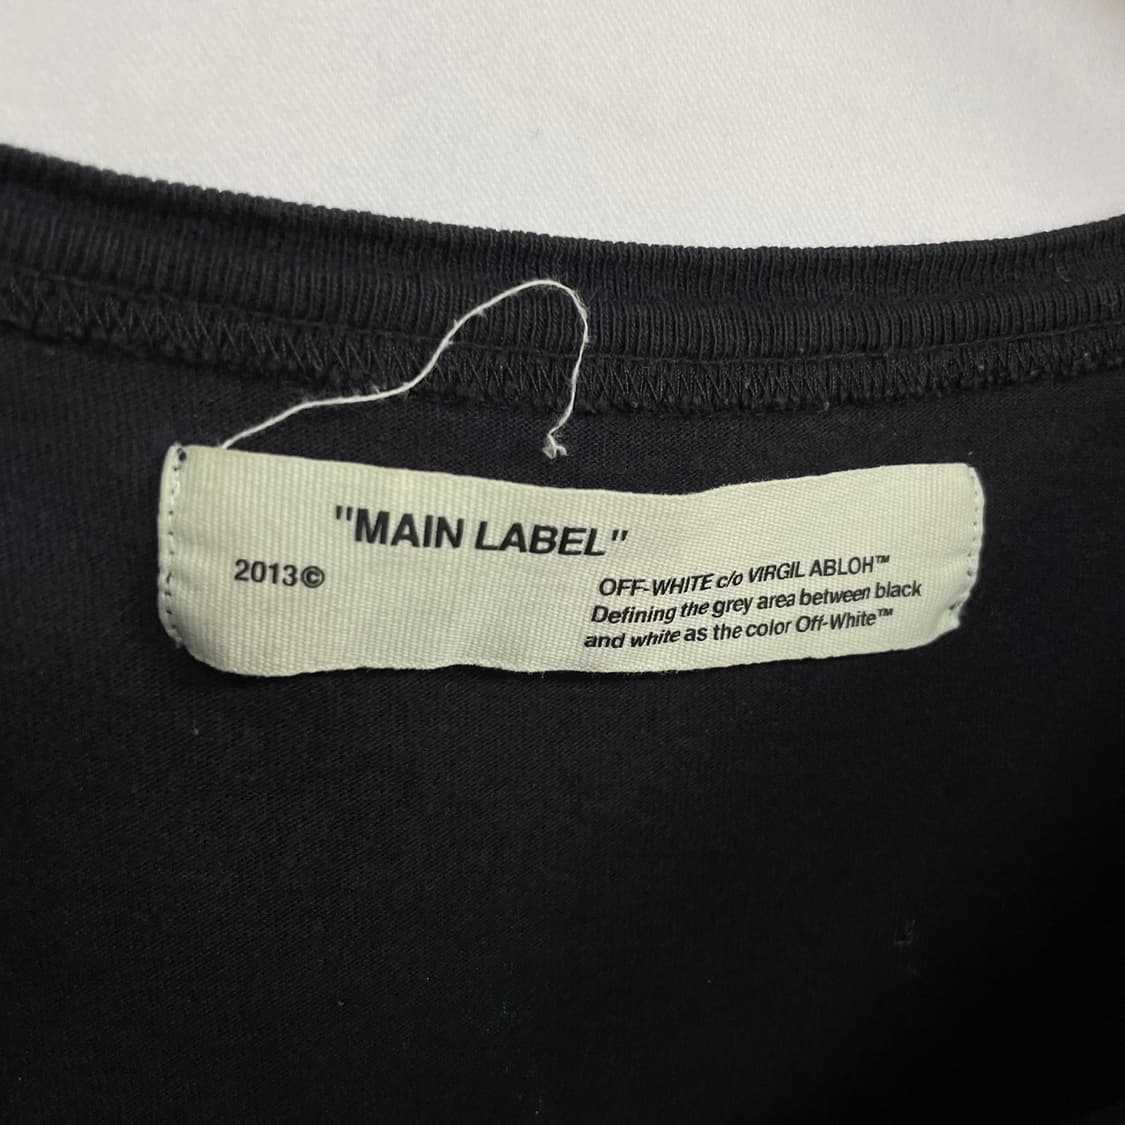 "MAIN LABEL"
2013©
OFF-WHITE c/o VIRGIL ABLOH™
Defining the grey area between black
and white as the color Off-White™